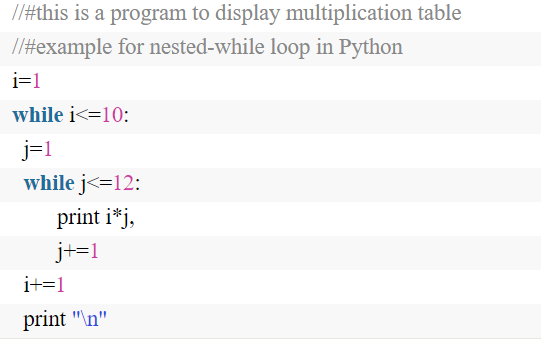 //#this is a program to display multiplication table
//#example for nested-while loop in Python
i=1
while i<=10:
  j=1
  while j<=12:
       print i*j,
       j+=1
  i+=1
  print "\n"